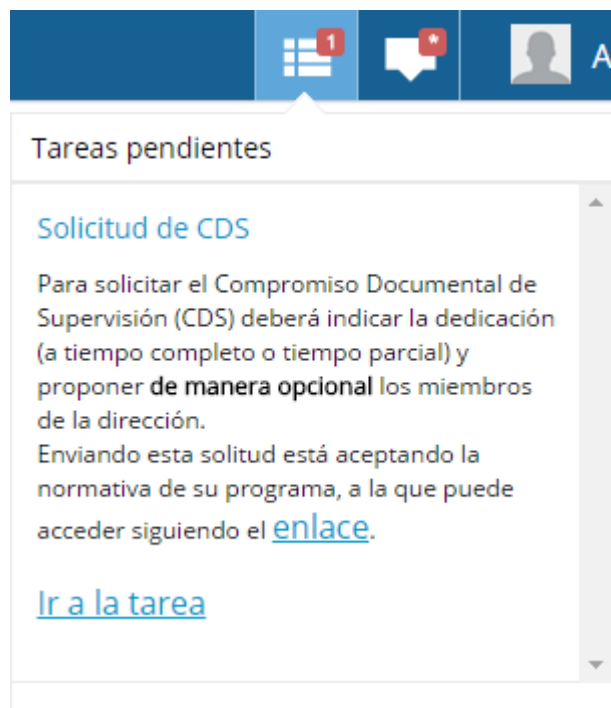 1
*
A
Tareas pendientes
Solicitud de CDS
Para solicitar el Compromiso Documental de
Supervisión (CDS) deberá indicar la dedicación
(a tiempo completo o tiempo parcial) y
proponer de manera opcional los miembros
de la dirección.
Enviando esta solitud está aceptando la
normativa de su programa, a la que puede
acceder siguiendo el enlace.
Ir a la tarea